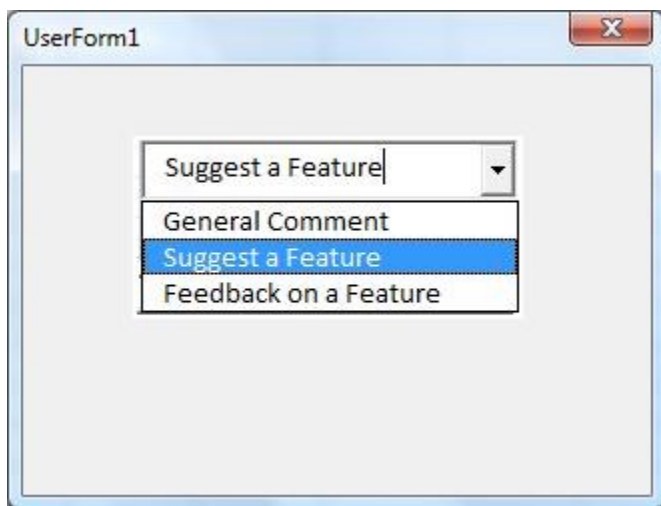 UserForm1
Suggest a Feature
General Comment
Suggest a Feature
Feedback on a Feature